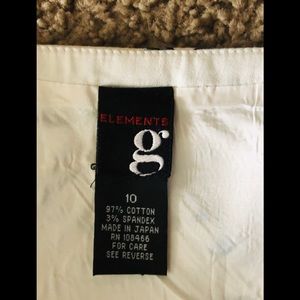 ELEMENTS
g
10
97% COTTON
3% SPANDEX
MADE IN JAPAN
RN 108466
FOR CARE
SEE REVERSE